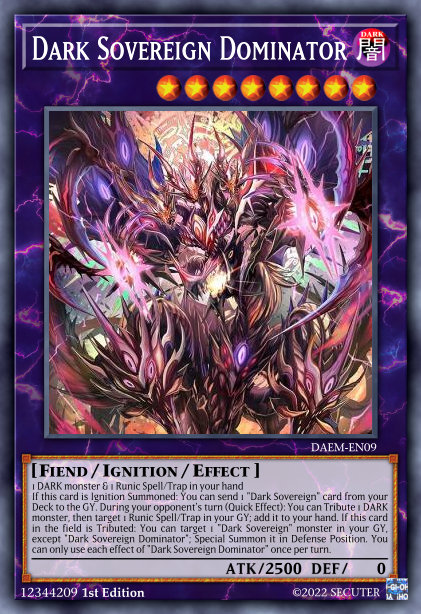 DARK SOVEREIGN DOMINATOR
DARK
闇
DAEM-EN09
[FIEND / IGNITION / EFFECT ]
1 DARK monster & 1 Runic Spell/Trap in your hand
If this card is Ignition Summoned: You can send 1 "Dark Sovereign" card from your
Deck to the GY. During your opponent's turn (Quick Effect): You can Tribute 1 DARK
monster, then target 1 Runic Spell/Trap in your GY; add it to your hand. If this card
in the field is Tributed: You can target 1 "Dark Sovereign" monster in your GY,
except "Dark Sovereign Dominator"; Special Summon it in Defense Position. You
can only use each effect of "Dark Sovereign Dominator" once per turn.
ATK/2500 DEF/ 0
12344209 1st Edition
©2022 SECUTER